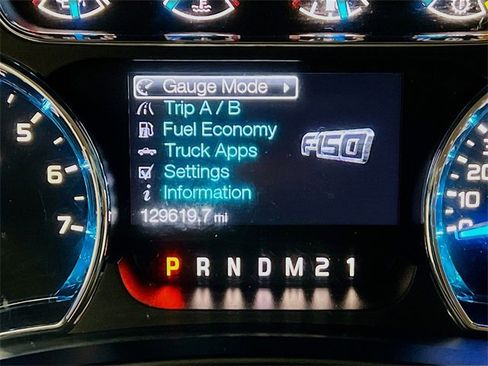 Gauge Mode
Trip A / B
Fuel Economy
Truck Apps
Settings
Information
129619.7 mi
F150
P R N D M 2 1
5
6
7
20
0